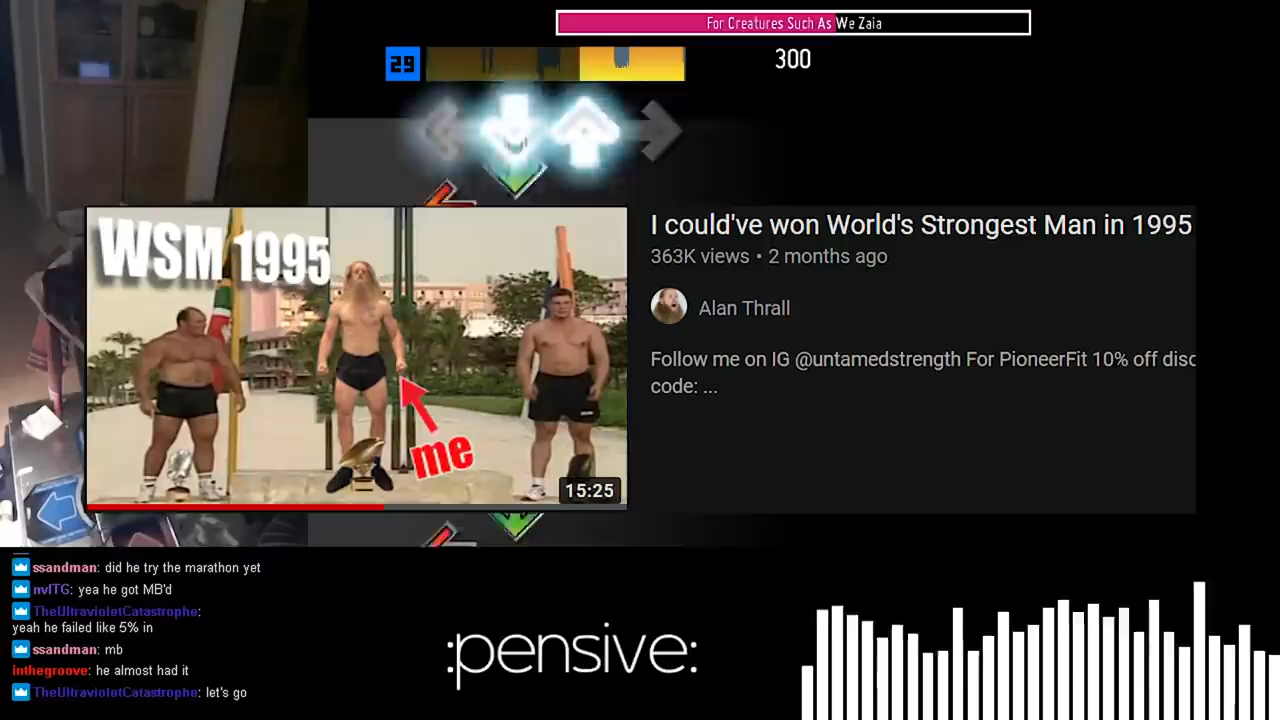 For Creatures Such As We Zaia
29
300
WSM 1995
me
15:25
I could've won World's Strongest Man in 1995
363K views • 2 months ago
Alan Thrall
Follow me on IG @untamedstrength For PioneerFit 10% off disc
code: ...
ssandman: did he try the marathon yet
nvITG: yea he got MB'd
TheUltravioletCatastrophe:
yeah he failed like 5% in
ssandman: mb
inthegroove: he almost had it
TheUltravioletCatastrophe: let's go
:pensive: